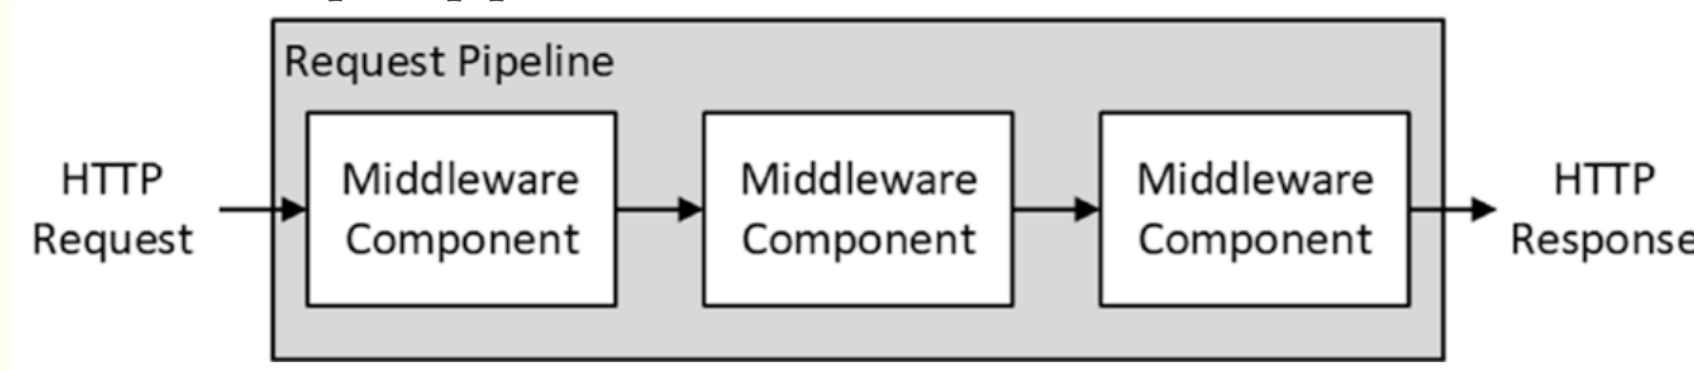 Request Pipeline
HTTP
Request
Middleware
Component
Middleware
Component
Middleware
Component
HTTP
Response